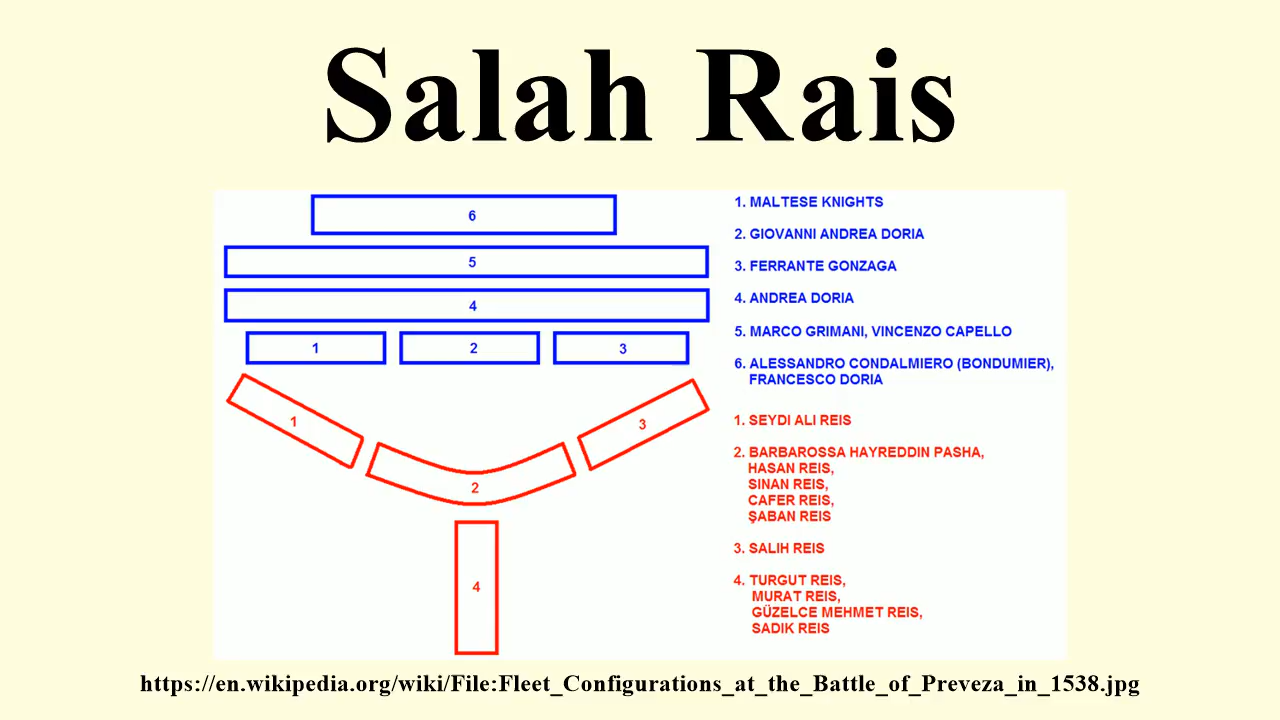 Salah Rais
6
5
4
1 2 3
1 3
2
4
1. MALTESE KNIGHTS
2. GIOVANNI ANDREA DORIA
3. FERRANTE GONZAGA
4. ANDREA DORIA
5. MARCO GRIMANI, VINCENZO CAPELLO
6. ALESSANDRO CONDALMIERO (BONDUMIER),
FRANCESCO DORIA
1. SEYDI ALI REIS
2. BARBAROSSA HAYREDDIN PASHA,
HASAN REIS,
SINAN REIS,
CAFER REIS,
ŞABAN REIS
3. SALIH REIS
4. TURGUT REIS,
MURAT REIS,
GÜZELCE MEHMET REIS,
SADIK REIS
https://en.wikipedia.org/wiki/File:Fleet_Configurations_at_the_Battle_of_Preveza_in_1538.jpg